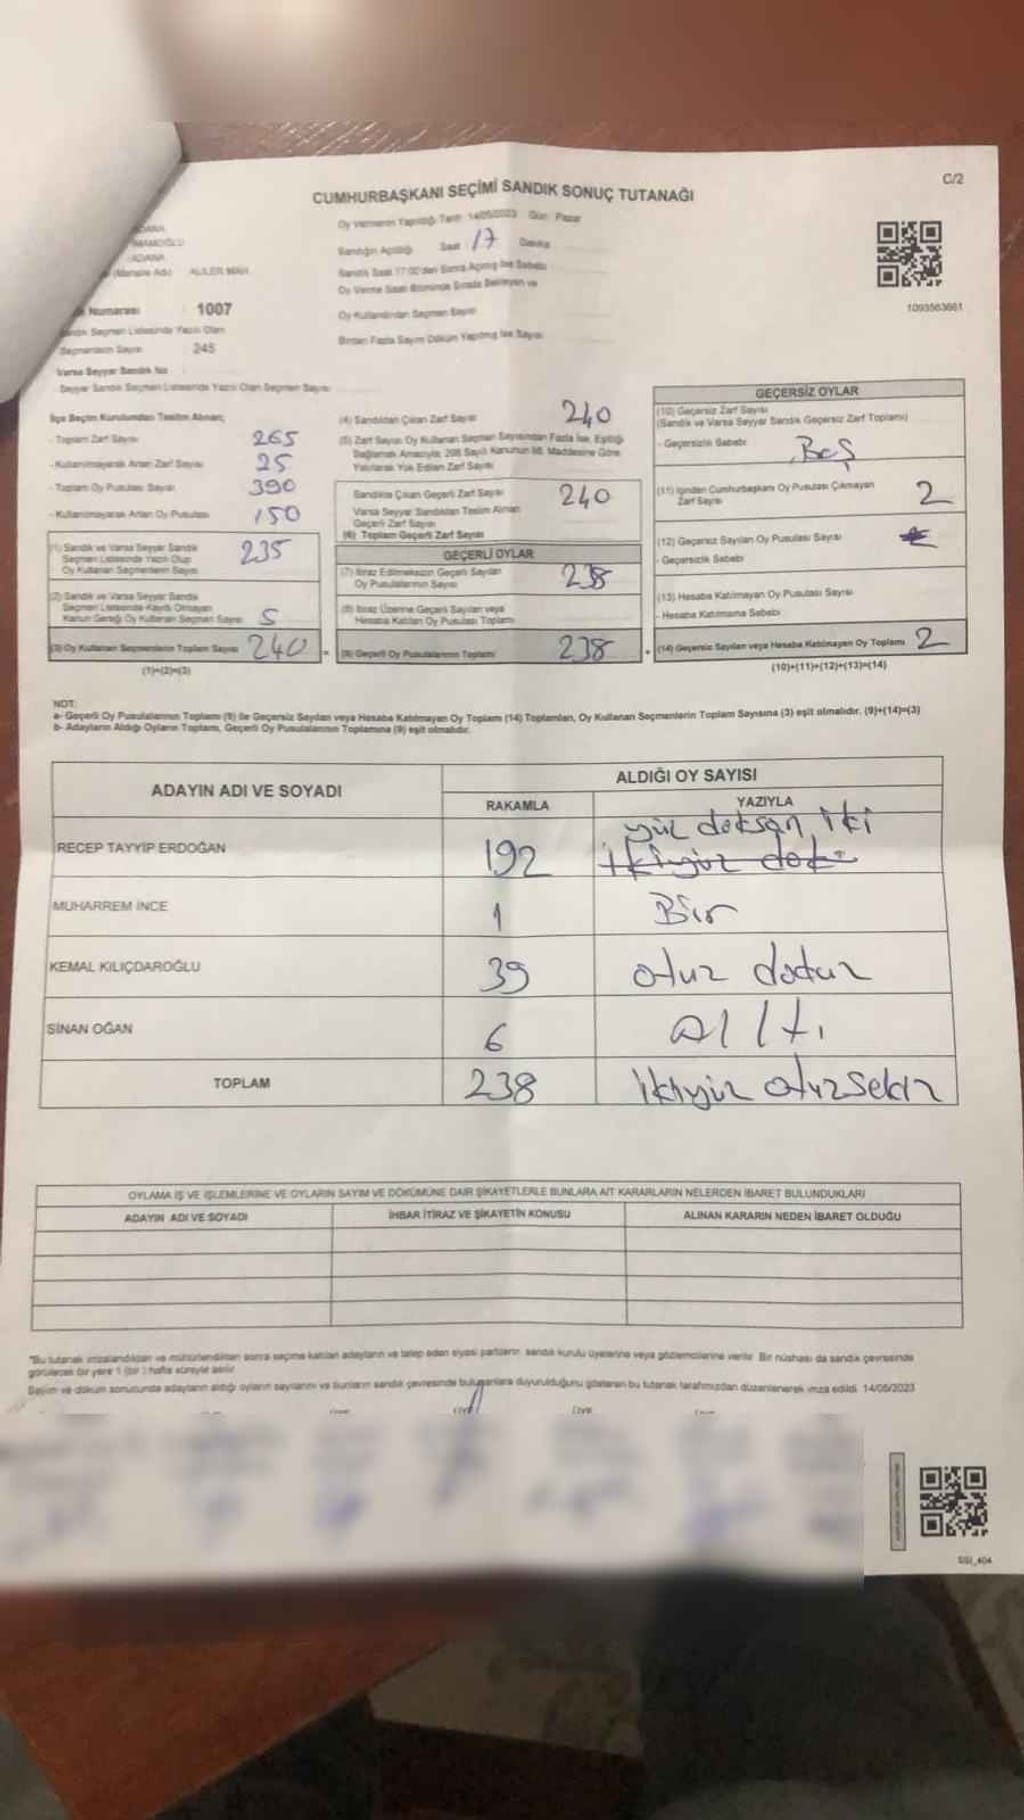 C/2
CUMHURBAŞKANI SEÇİMİ SANDIK SONUÇ TUTANAĞI
Oy Vermenin Yapıldığı Tarih 14/05/2023 Gün Pazar
ADANA
Sandığın Açıldığı Saat 17 Dakika
ADANA
(Mahalle Adı) ALİLER MAH.
Sandık Saat 17:00'den Sonra Açılmış İse Sebebi
Oy Verme Saati Bitiminde Sırada Bekleyen ve
Oy Kullandırılan Seçmen Sayısı
1093563661
Numarası 1007
Sandık Seçmen Listesinde Yazılı Olan
Seçmenlerin Sayısı 245
Birden Fazla Sayım Döküm Yapılmış İse Sayısı
Varsa Seyyar Sandık No
Seyyar Sandık Seçmen Listesinde Yazılı Olan Seçmen Sayısı
İlçe Seçim Kurulundan Teslim Alınan;
- Toplam Zarf Sayısı 265
- Kullanılmayarak Artan Zarf Sayısı 25
- Toplam Oy Pusulası Sayısı 390
- Kullanılmayarak Artan Oy Pusulası 150
(1) Sandık ve Varsa Seyyar Sandık
Seçmen Listesinde Yazılı Olup
Oy Kullanan Seçmenlerin Sayısı 235
(2) Sandık ve Varsa Seyyar Sandık
Seçmen Listesinde Kayıtlı Olmayan
Kanun Gereği Oy Kullanan Seçmen Sayısı 5
(3) Oy Kullanan Seçmenlerin Toplam Sayısı 240
(1)+(2)=(3)
(4) Sandıktan Çıkan Zarf Sayısı 240
(5) Zarf Sayısı Oy Kullanan Seçmen Sayısından Fazla İse, Eşitliği
Sağlamak Amacıyla, 298 Sayılı Kanunun 98. Maddesine Göre
Yakılarak Yok Edilen Zarf Sayısı
Sandıkta Çıkan Geçerli Zarf Sayısı 240
Varsa Seyyar Sandıktan Teslim Alınan
Geçerli Zarf Sayısı
(6) Toplam Geçerli Zarf Sayısı
GEÇERLİ OYLAR
(7) İtiraz Edilmeksizin Geçerli Sayılan
Oy Pusulalarının Sayısı 238
(8) İtiraz Üzerine Geçerli Sayılan veya
Hesaba Katılan Oy Pusulası Toplamı
(9) Geçerli Oy Pusulalarının Toplamı 238
GEÇERSİZ OYLAR
(10) Geçersiz Zarf Sayısı
(Sandık ve Varsa Seyyar Sandık Geçersiz Zarf Toplamı)
- Geçersizlik Sebebi Boş
(11) İçinden Cumhurbaşkanı Oy Pusulası Çıkmayan
Zarf Sayısı 2
(12) Geçersiz Sayılan Oy Pusulası Sayısı
- Geçersizlik Sebebi
(13) Hesaba Katılmayan Oy Pusulası Sayısı
- Hesaba Katılmama Sebebi
(14) Geçersiz Sayılan veya Hesaba Katılmayan Oy Toplamı 2
(10)+(11)+(12)+(13)=(14)
NOT:
a- Geçerli Oy Pusulalarının Toplamı (9) ile Geçersiz Sayılan veya Hesaba Katılmayan Oy Toplam (14) Toplamları, Oy Kullanan Seçmenlerin Toplam Sayısına (3) eşit olmalıdır. (9)+(14)=(3)
b- Adayların Aldığı Oyların Toplamı, Geçerli Oy Pusulalarının Toplamına (9) eşit olmalıdır.
ADAYIN ADI VE SOYADI ALDIĞI OY SAYISI
RAKAMLA YAZIYLA
RECEP TAYYİP ERDOĞAN 192 yüz doksan iki
ikiyüz dok
MUHARREM İNCE 1 Bir
KEMAL KILIÇDAROĞLU 39 otuz dokuz
SİNAN OĞAN 6 altı
TOPLAM 238 ikiyüz otuzsekiz
OYLAMA İŞ VE İŞLEMLERİNE VE OYLARIN SAYIM VE DÖKÜMÜNE DAİR ŞİKAYETLERLE BUNLARA AİT KARARLARIN NELERDEN İBARET BULUNDUKLARI
ADAYIN ADI VE SOYADI İHBAR İTİRAZ VE ŞİKAYETİN KONUSU ALINAN KARARIN NEDEN İBARET OLDUĞU
"Bu tutanak imzalandıktan ve mühürlendikten sonra seçime katılan adayların ve talep eden siyasi partilerin sandık kurulu üyelerine veya gözlemcilerine verilir. Bir nüshası da sandık çevresinde
görülecek bir yere 1 (bir) hafta süreyle asılır.
Sayım ve döküm sonucunda adayların aldığı oyların sayılarını ve bunların sandık çevresinde bulunanlara duyurulduğunu gösteren bu tutanak tarafımızdan düzenlenerek imza edildi. 14/05/2023
SSI_404